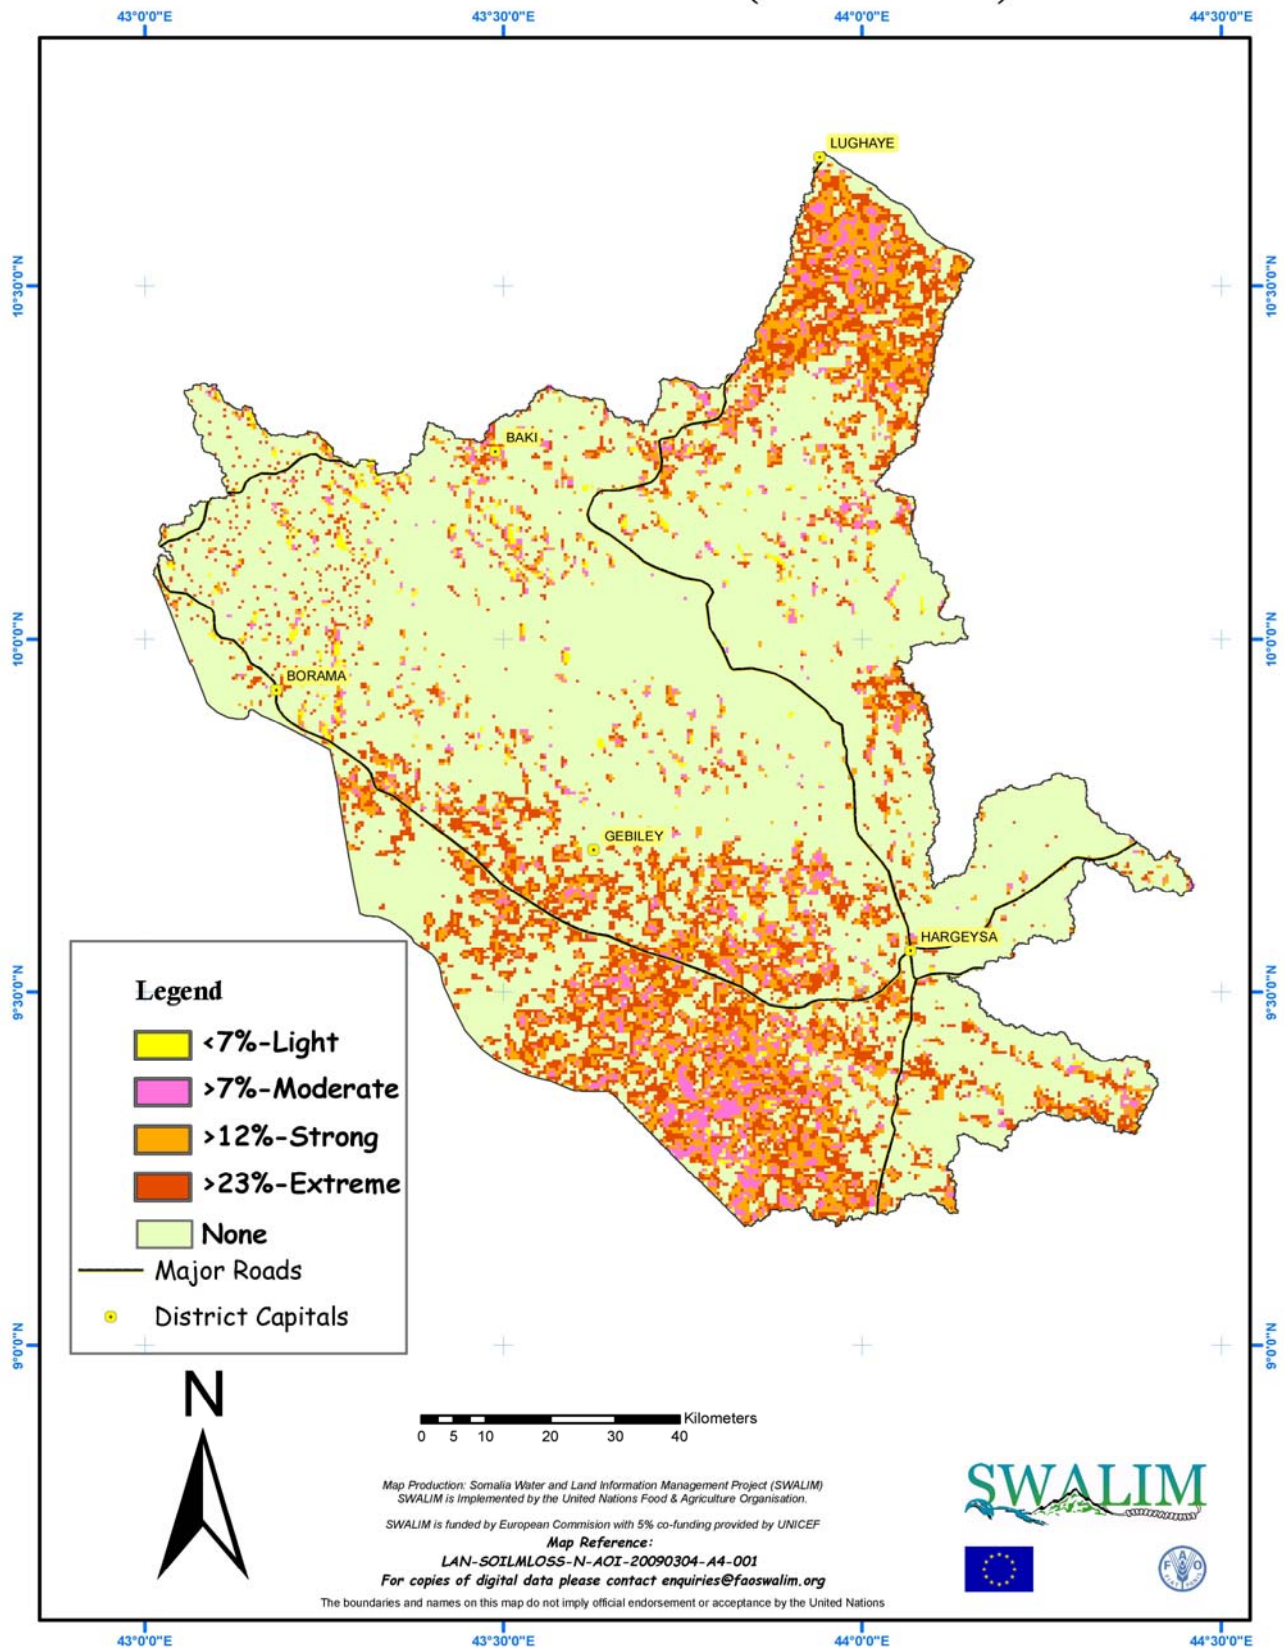 43°0'0"E
43°30'0"E
44°0'0"E
44°30'0"E
LUGHAYE
10°30'0"N
10°30'0"N
BAKI
10°0'0"N
10°0'0"N
BORAMA
GEBILEY
HARGEYSA
9°30'0"N
9°30'0"N
Legend
<7%-Light
>7%-Moderate
>12%-Strong
>23%-Extreme
None
Major Roads
District Capitals
9°0'0"N
9°0'0"N
N
Kilometers
0 5 10 20 30 40
Map Production: Somalia Water and Land Information Management Project (SWALIM)
SWALIM is Implemented by the United Nations Food & Agriculture Organisation.
SWALIM is funded by European Commision with 5% co-funding provided by UNICEF
Map Reference:
LAN-SOILMLOSS-N-AOI-20090304-A4-001
For copies of digital data please contact enquiries@faoswalim.org
The boundaries and names on this map do not imply official endorsement or acceptance by the United Nations
SWALIM
F A O
FIAT PANIS
43°0'0"E
43°30'0"E
44°0'0"E
44°30'0"E